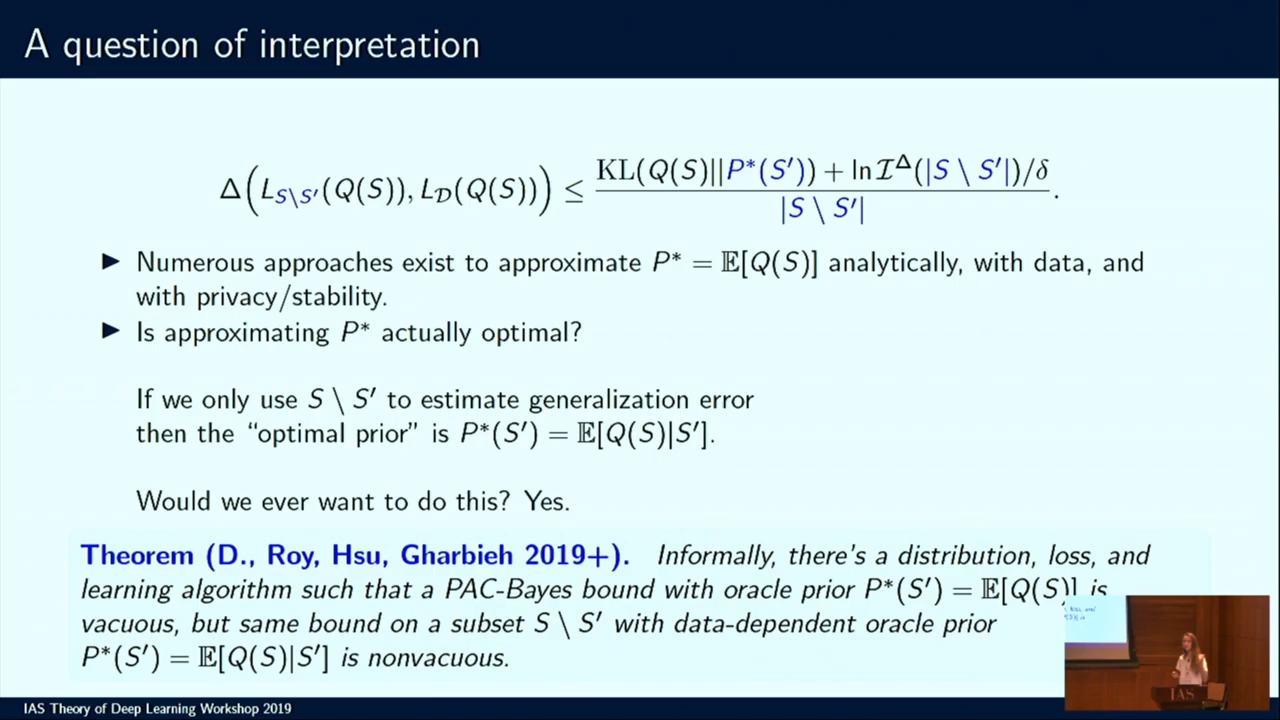 A question of interpretation
Δ(L_{S\S′}(Q(S)), L_𝒟(Q(S))) ≤ (KL(Q(S)||P*(S′)) + ln ℐ^Δ(|S \ S′|)/δ) / |S \ S′|.
▶ Numerous approaches exist to approximate P* = 𝔼[Q(S)] analytically, with data, and
with privacy/stability.
▶ Is approximating P* actually optimal?
If we only use S \ S′ to estimate generalization error
then the “optimal prior” is P*(S′) = 𝔼[Q(S)|S′].
Would we ever want to do this? Yes.
Theorem (D., Roy, Hsu, Gharbieh 2019+). Informally, there's a distribution, loss, and
learning algorithm such that a PAC-Bayes bound with oracle prior P*(S′) = 𝔼[Q(S)] is
vacuous, but same bound on a subset S \ S′ with data-dependent oracle prior
P*(S′) = 𝔼[Q(S)|S′] is nonvacuous.
IAS
IAS Theory of Deep Learning Workshop 2019